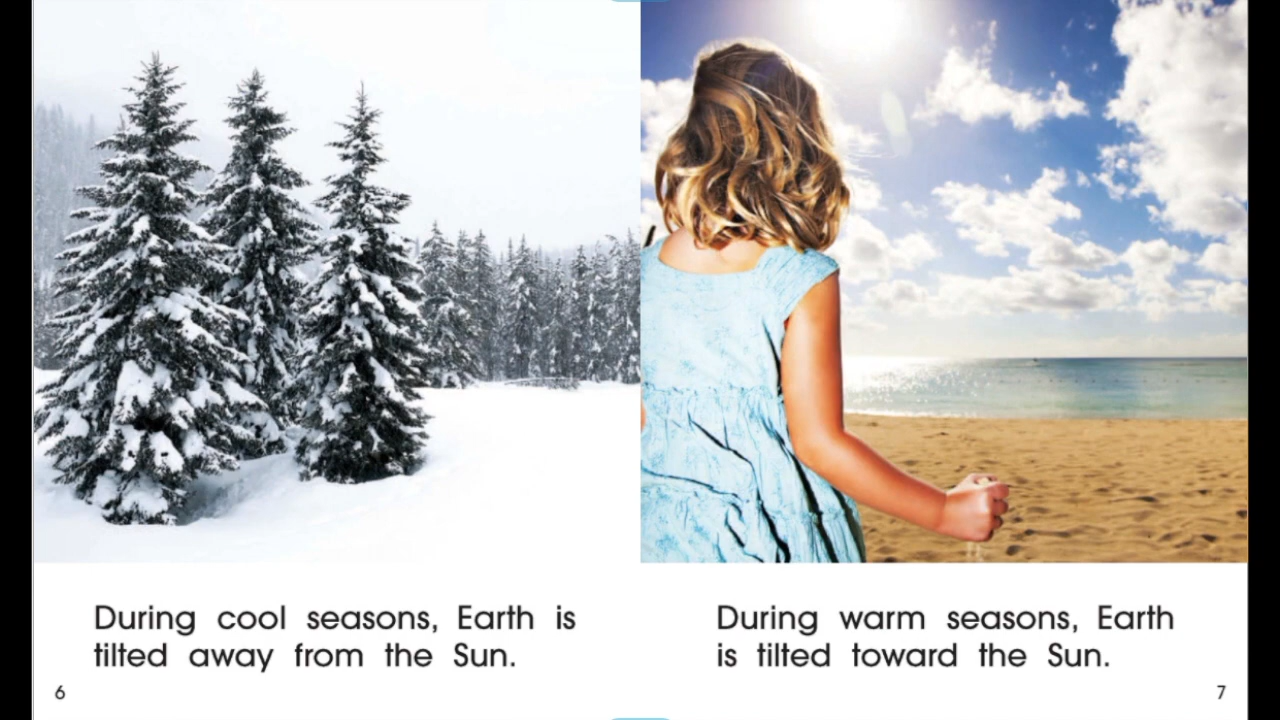 During cool seasons, Earth is
tilted away from the Sun.
6
During warm seasons, Earth
is tilted toward the Sun.
7